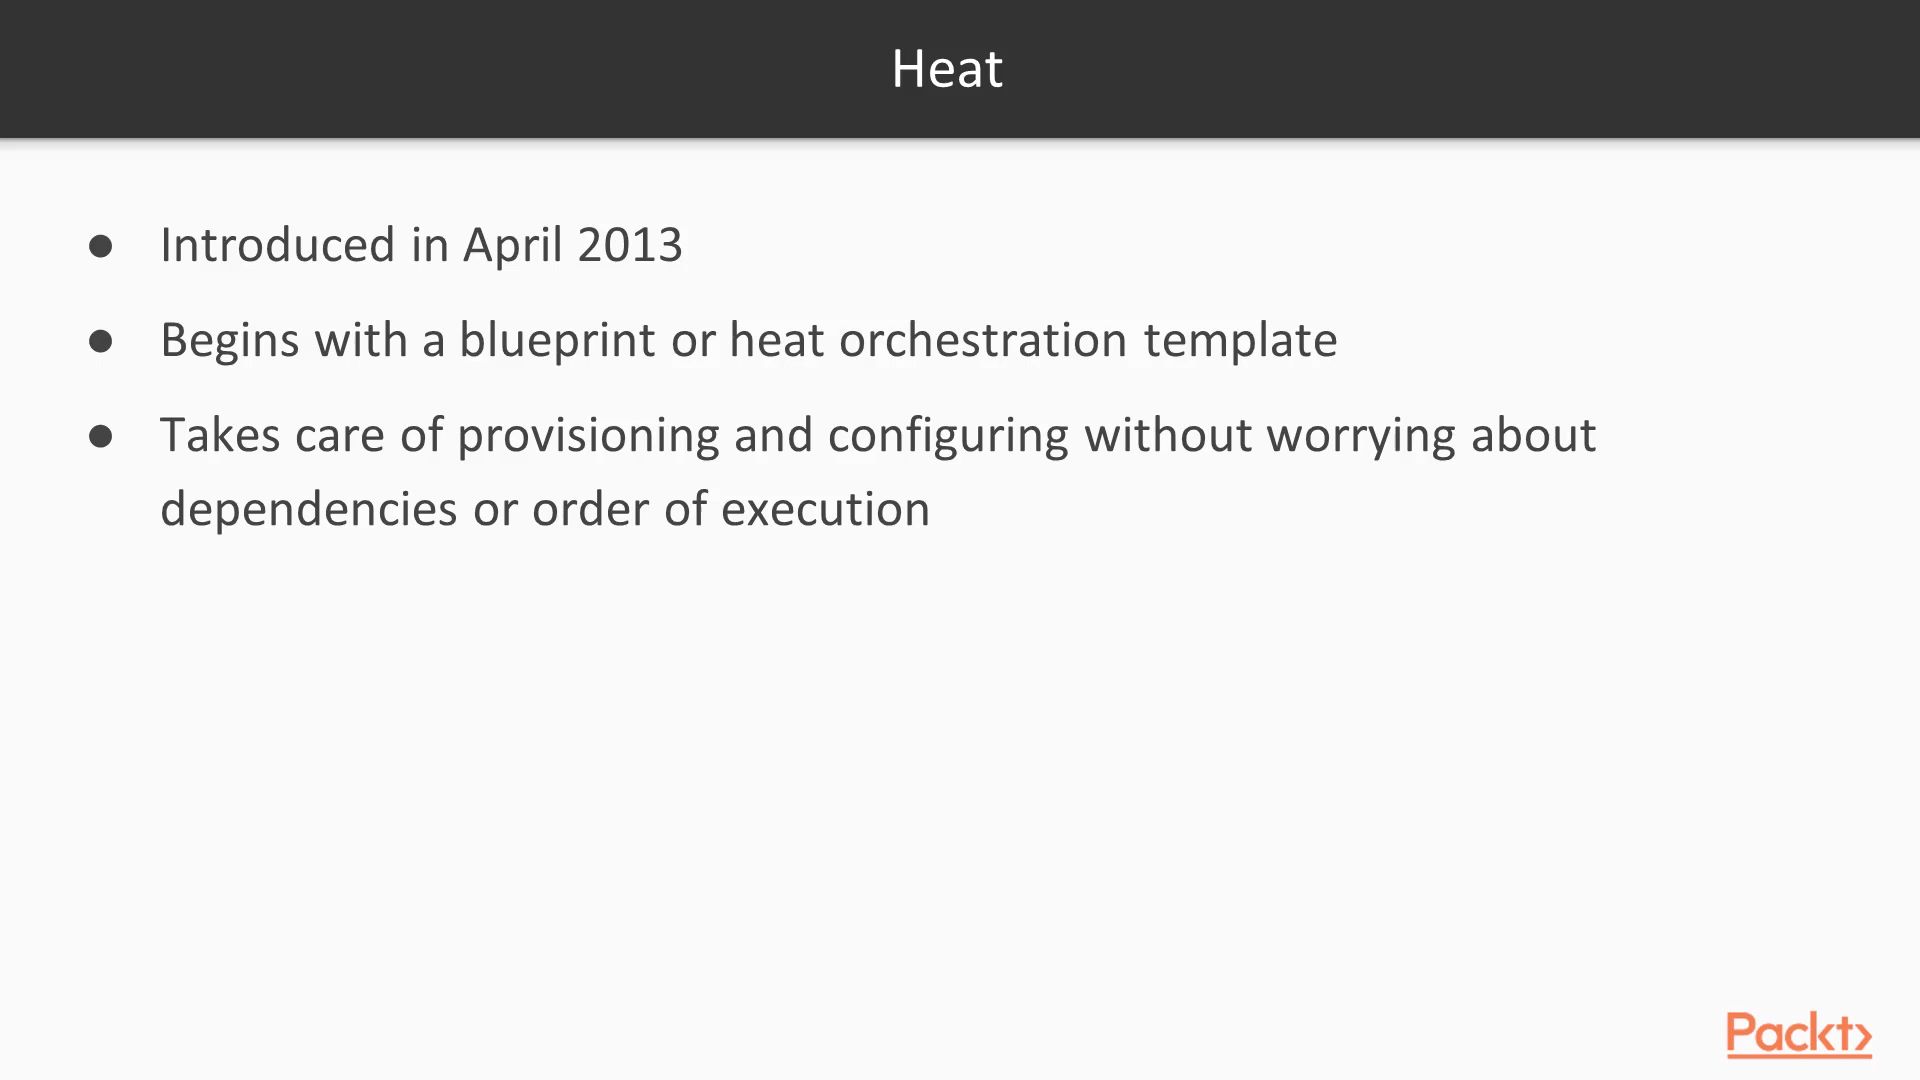 Heat
● Introduced in April 2013
● Begins with a blueprint or heat orchestration template
● Takes care of provisioning and configuring without worrying about
dependencies or order of execution
Packt>